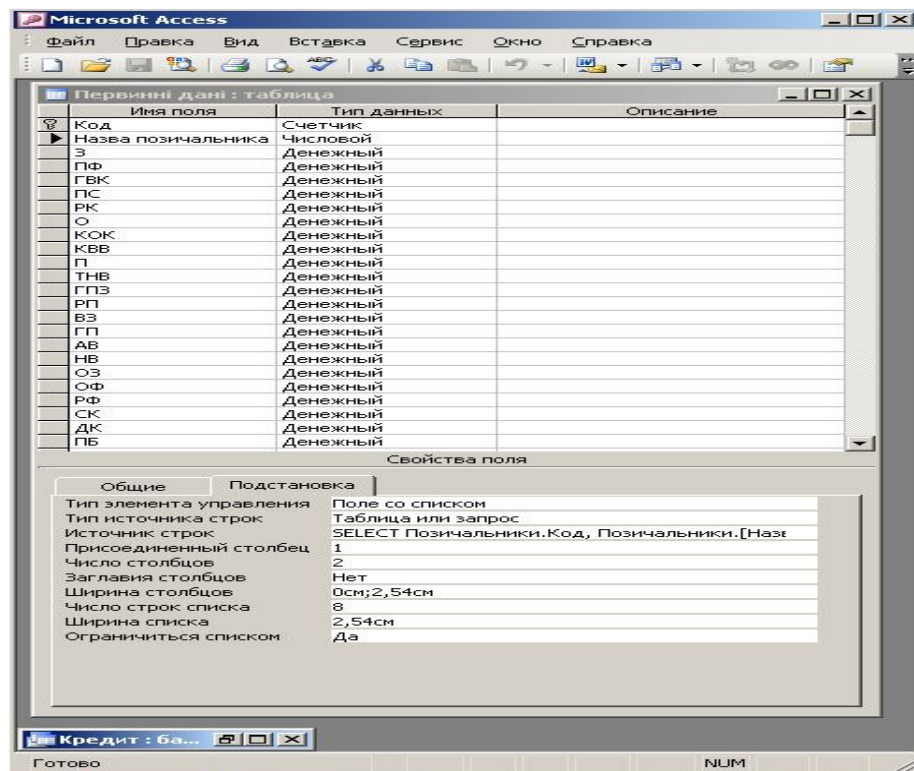 Microsoft Access
Файл Правка Вид Вставка Сервис Окно Справка
Первинні дані : таблица
Имя поля Тип данных Описание
Код Счетчик
Назва позичальника Числовой
З Денежный
ПФ Денежный
ГВК Денежный
ПС Денежный
РК Денежный
О Денежный
КОК Денежный
КВВ Денежный
П Денежный
ТНВ Денежный
ГПЗ Денежный
РП Денежный
ВЗ Денежный
ГП Денежный
АВ Денежный
НВ Денежный
ОЗ Денежный
ОФ Денежный
РФ Денежный
СК Денежный
ДК Денежный
ПБ Денежный
Свойства поля
Общие Подстановка
Тип элемента управления Поле со списком
Тип источника строк Таблица или запрос
Источник строк SELECT Позичальники.Код, Позичальники.[Назв
Присоединенный столбец 1
Число столбцов 2
Заглавия столбцов Нет
Ширина столбцов 0см;2,54см
Число строк списка 8
Ширина списка 2,54см
Ограничиться списком Да
Кредит : ба...
Готово NUM